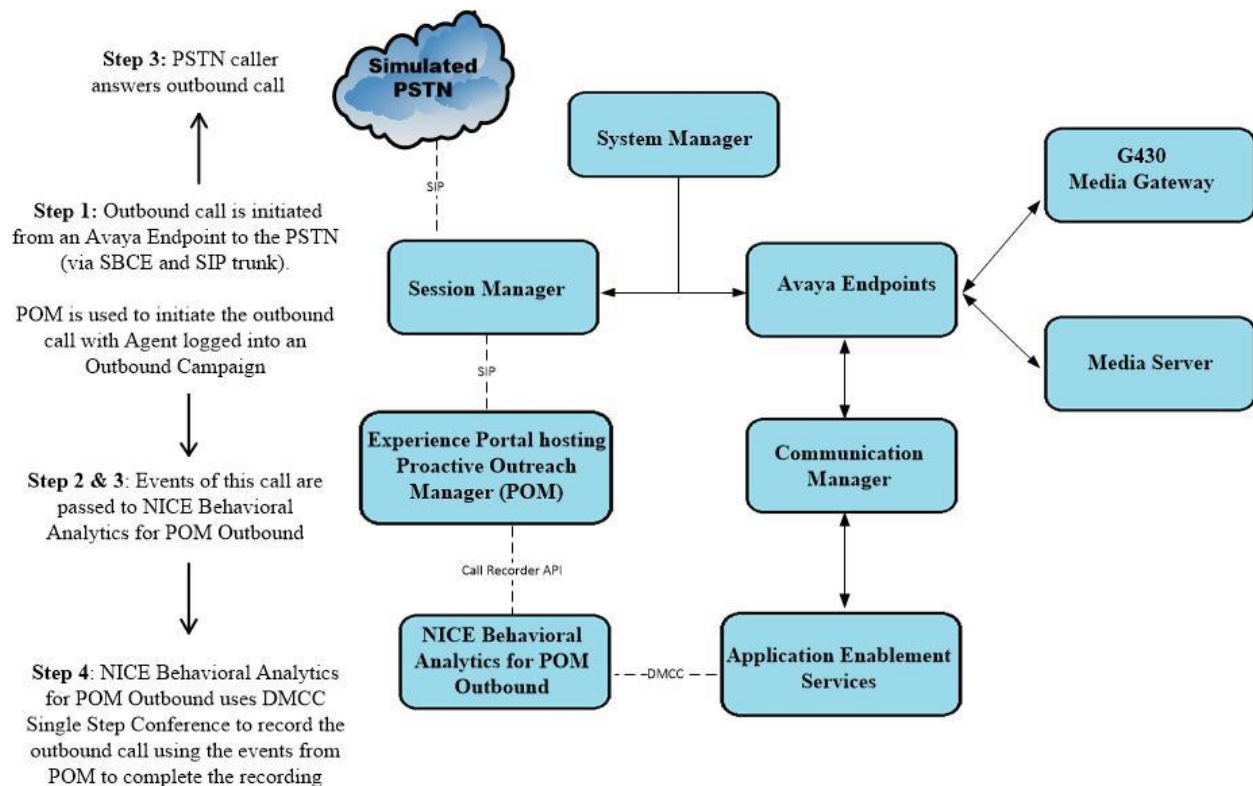 Step 3: PSTN caller
answers outbound call
Step 1: Outbound call is initiated
from an Avaya Endpoint to the PSTN
(via SBCE and SIP trunk).
POM is used to initiate the outbound
call with Agent logged into an
Outbound Campaign
Step 2 & 3: Events of this call are
passed to NICE Behavioral
Analytics for POM Outbound
Step 4: NICE Behavioral Analytics
for POM Outbound uses DMCC
Single Step Conference to record the
outbound call using the events from
POM to complete the recording
Simulated
PSTN
SIP
System Manager
G430
Media Gateway
Session Manager
Avaya Endpoints
Media Server
SIP
Experience Portal hosting
Proactive Outreach
Manager (POM)
Communication
Manager
Call Recorder API
NICE Behavioral
Analytics for POM
Outbound
DMCC
Application Enablement
Services